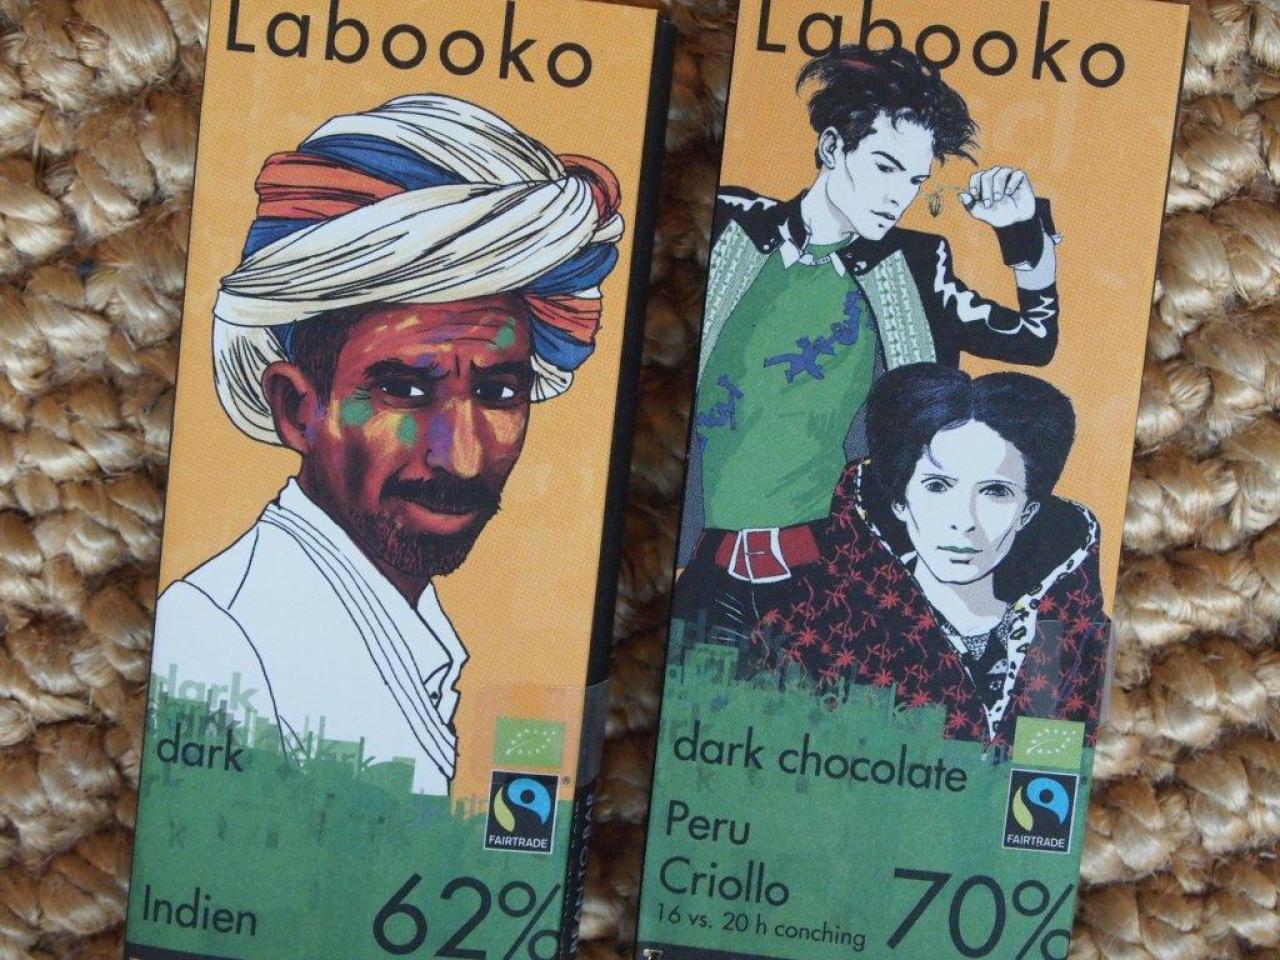 Labooko
dark
FAIRTRADE
Indien
62%
Labooko
dark chocolate
Peru
Criollo
16 vs. 20 h conching
70%
FAIRTRADE